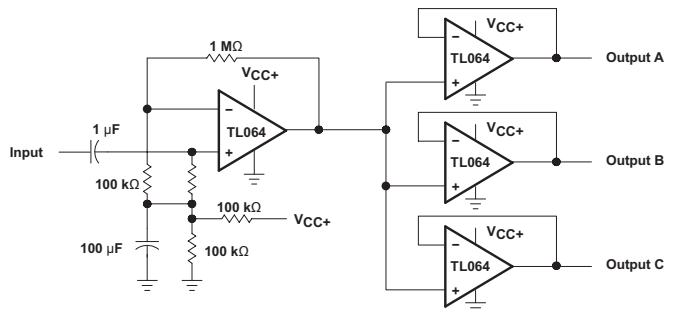 1 MΩ
VCC+
−
TL064
+
1 µF
Input
100 kΩ
100 kΩ
VCC+
100 µF
100 kΩ
VCC+
−
TL064
+
Output A
VCC+
−
TL064
+
Output B
VCC+
−
TL064
+
Output C